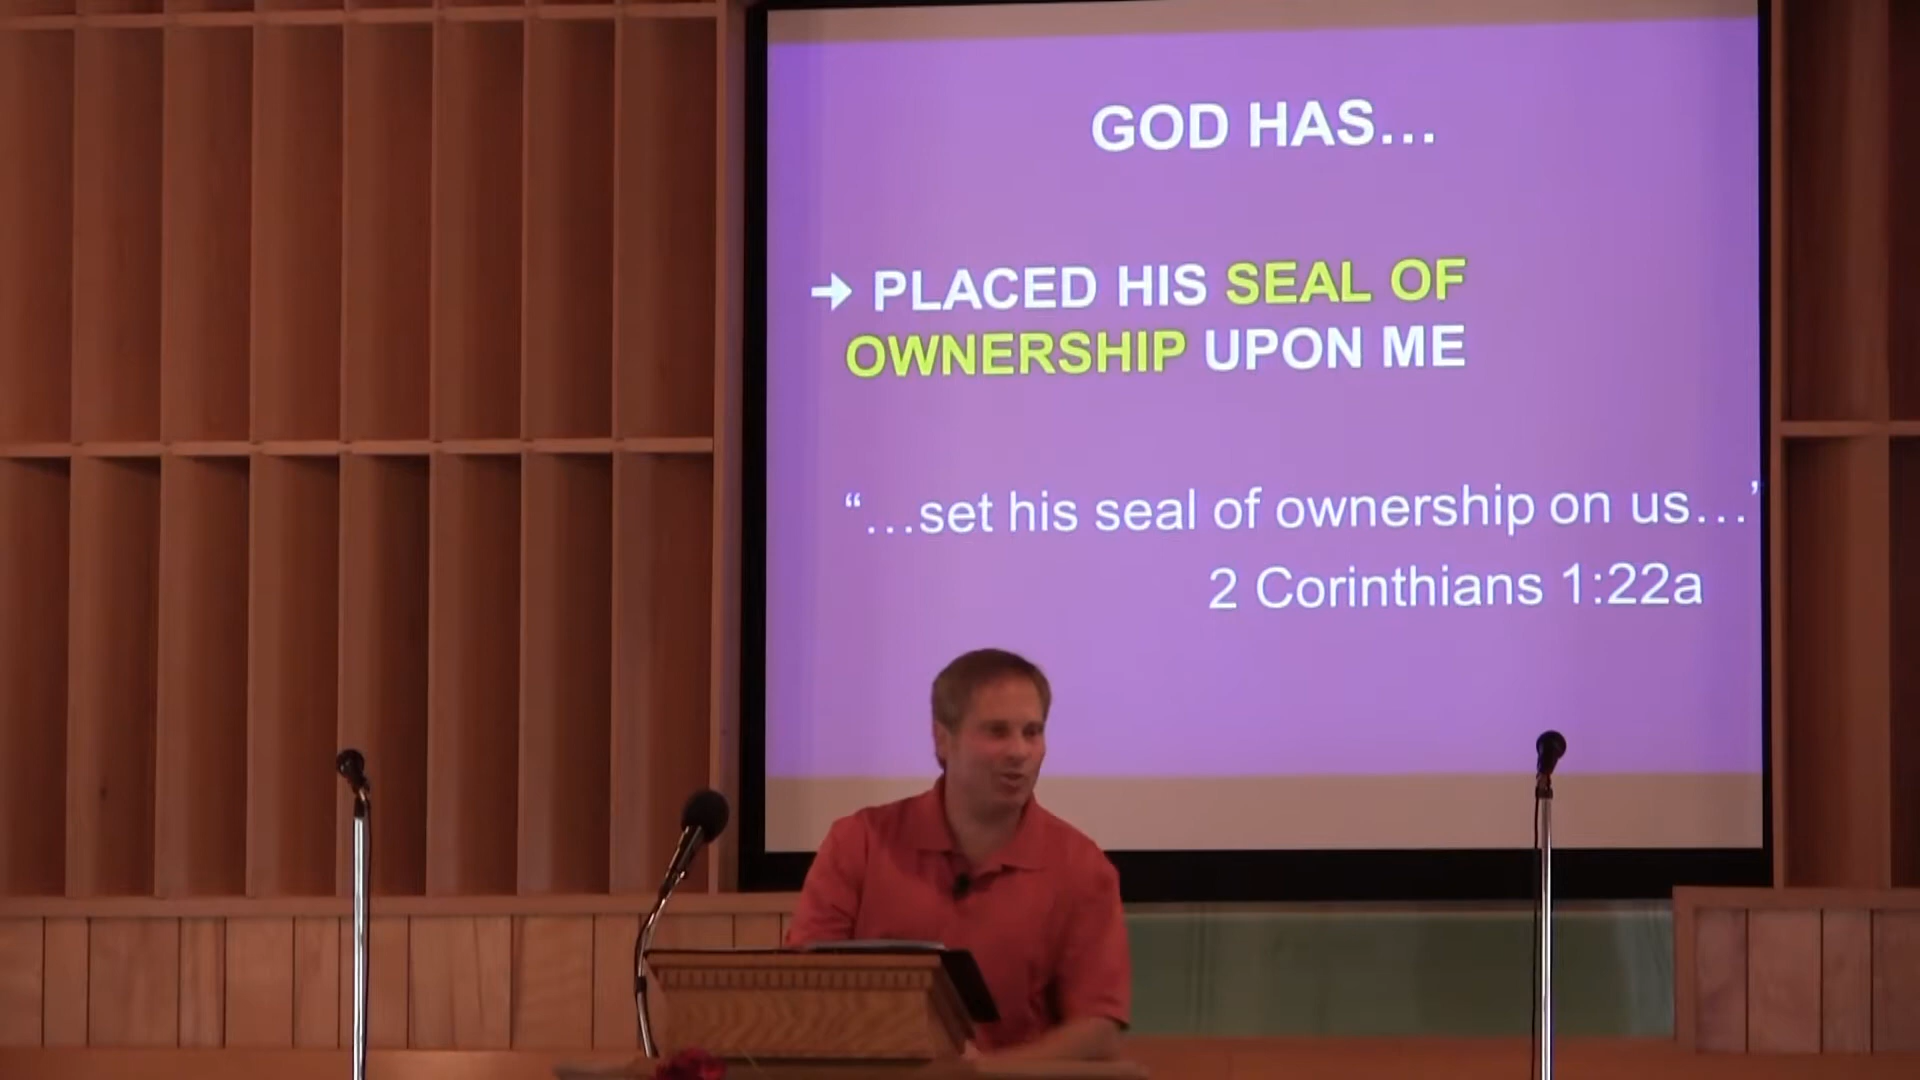 GOD HAS…
➔ PLACED HIS SEAL OF
OWNERSHIP UPON ME
“…set his seal of ownership on us…’
2 Corinthians 1:22a